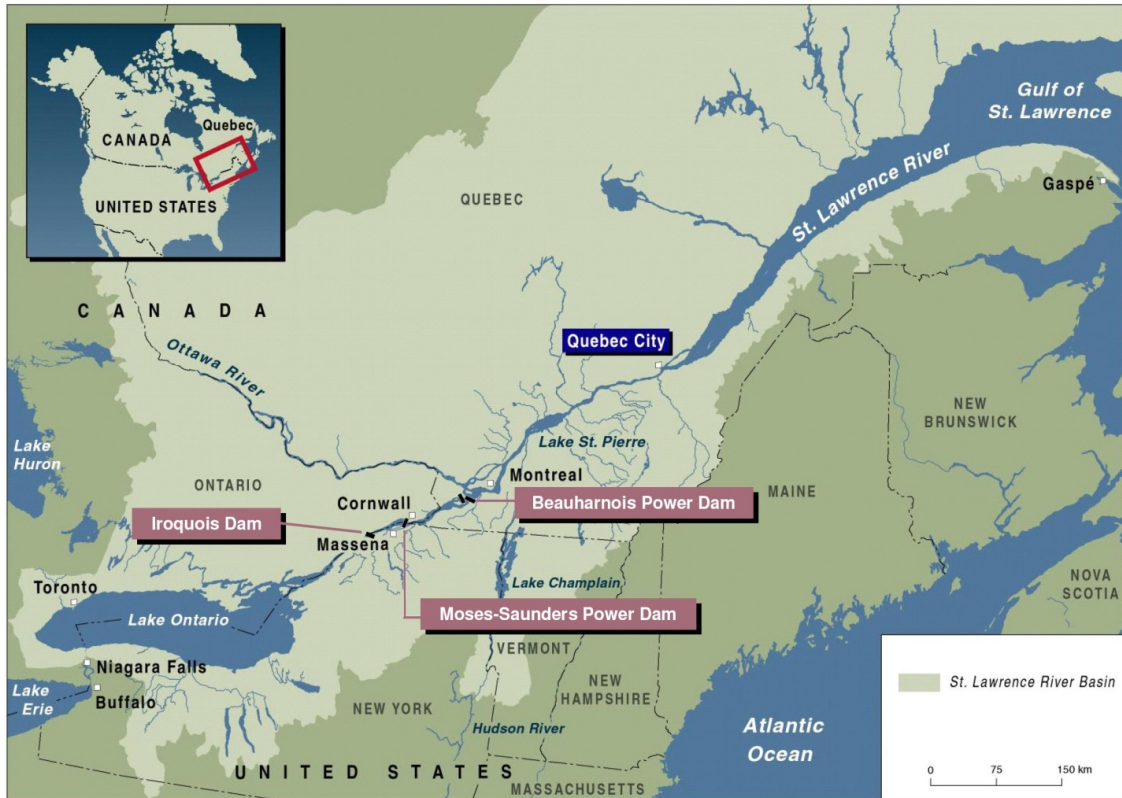 CANADA
Quebec
UNITED STATES
Gulf of
St. Lawrence
St. Lawrence River
Gaspé
QUEBEC
CANADA
Ottawa River
Quebec City
NEW
BRUNSWICK
Lake
Huron
Lake St. Pierre
ONTARIO
Montreal
Cornwall
Beauharnois Power Dam
MAINE
Iroquois Dam
Massena
Lake Champlain
NOVA
SCOTIA
Toronto
Moses-Saunders Power Dam
Lake Ontario
VERMONT
Niagara Falls
NEW
HAMPSHIRE
Lake
Erie
Buffalo
NEW YORK
Hudson River
Atlantic
Ocean
UNITED STATES
MASSACHUSETTS
St. Lawrence River Basin
0 75 150 km